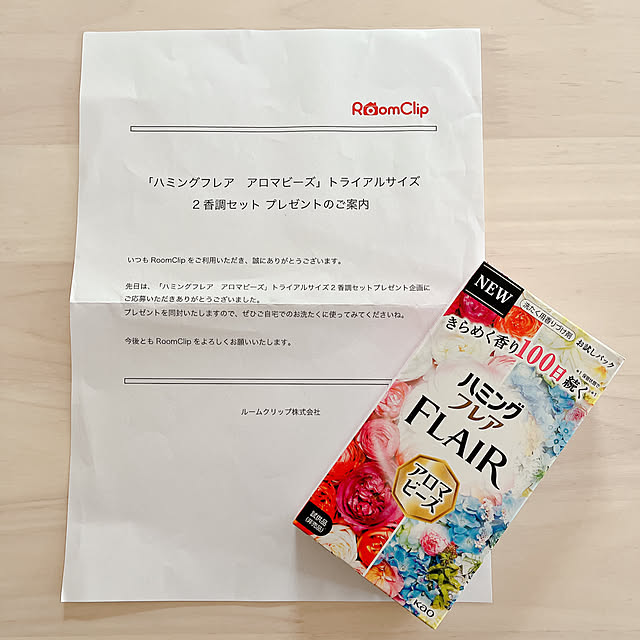 RoomClip
「ハミングフレア　アロマビーズ」トライアルサイズ
2香調セット プレゼントのご案内
いつも RoomClip をご利用いただき、誠にありがとうございます。
先日は、「ハミングフレア　アロマビーズ」トライアルサイズ2香調セットプレゼント企画に
ご応募いただきありがとうございました。
プレゼントを同封いたしますので、ぜひご自宅でのお洗たくに使ってみてくださいね。
今後とも RoomClip をよろしくお願いいたします。
ルームクリップ株式会社
NEW
洗たく用香りづけ剤 お試しパック
きらめく香り100日続く
ハミング
フレア
FLAIR
アロマ
ビーズ
試供品
(非売品)
Kao